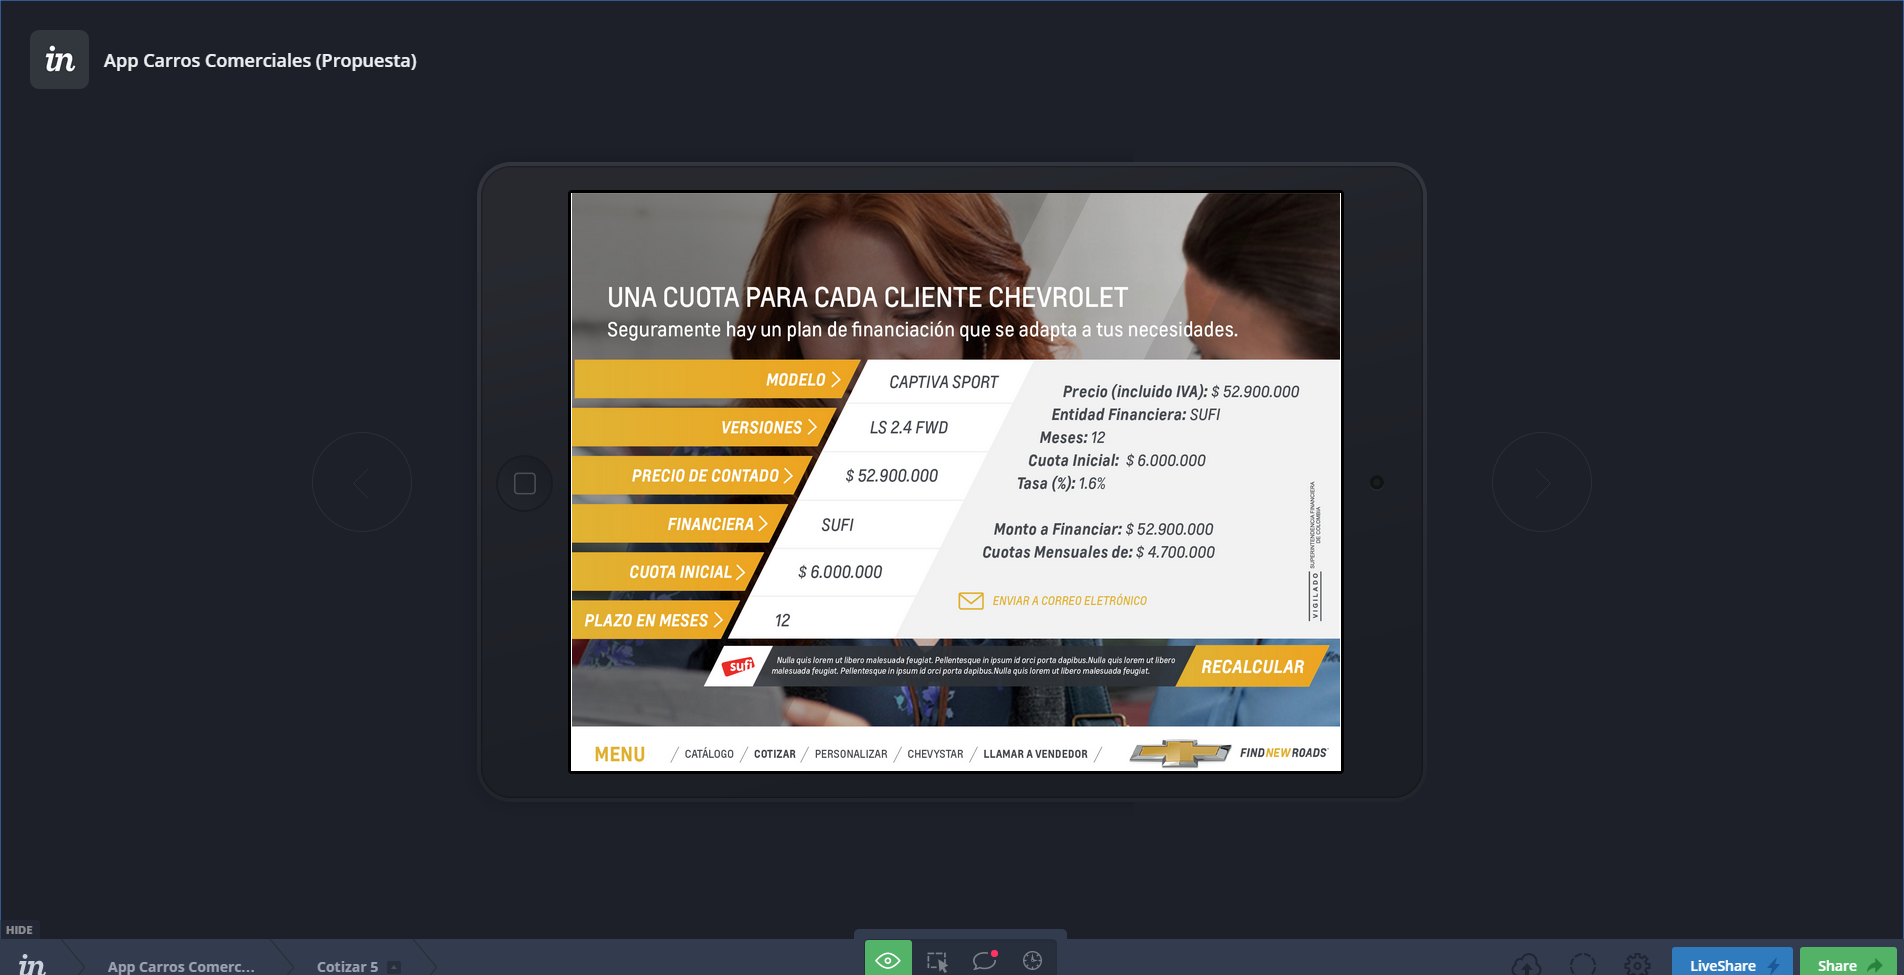 in
App Carros Comerciales (Propuesta)
UNA CUOTA PARA CADA CLIENTE CHEVROLET
Seguramente hay un plan de financiación que se adapta a tus necesidades.
MODELO
CAPTIVA SPORT
VERSIONES
LS 2.4 FWD
PRECIO DE CONTADO
$ 52.900.000
FINANCIERA
SUFI
CUOTA INICIAL
$ 6.000.000
PLAZO EN MESES
12
Precio (incluido IVA): $ 52.900.000
Entidad Financiera: SUFI
Meses: 12
Cuota Inicial: $ 6.000.000
Tasa (%): 1.6%
Monto a Financiar: $ 52.900.000
Cuotas Mensuales de: $ 4.700.000
ENVIAR A CORREO ELETRÓNICO
VIGILADO
SUPERINTENDENCIA FINANCIERA
DE COLOMBIA
sufi
Nulla quis lorem ut libero malesuada feugiat. Pellentesque in ipsum id orci porta dapibus.Nulla quis lorem ut libero
malesuada feugiat. Pellentesque in ipsum id orci porta dapibus.Nulla quis lorem ut libero malesuada feugiat.
RECALCULAR
MENU
CATÁLOGO
COTIZAR
PERSONALIZAR
CHEVYSTAR
LLAMAR A VENDEDOR
FIND NEW ROADS
HIDE
in
App Carros Comerc...
Cotizar 5
LiveShare
Share